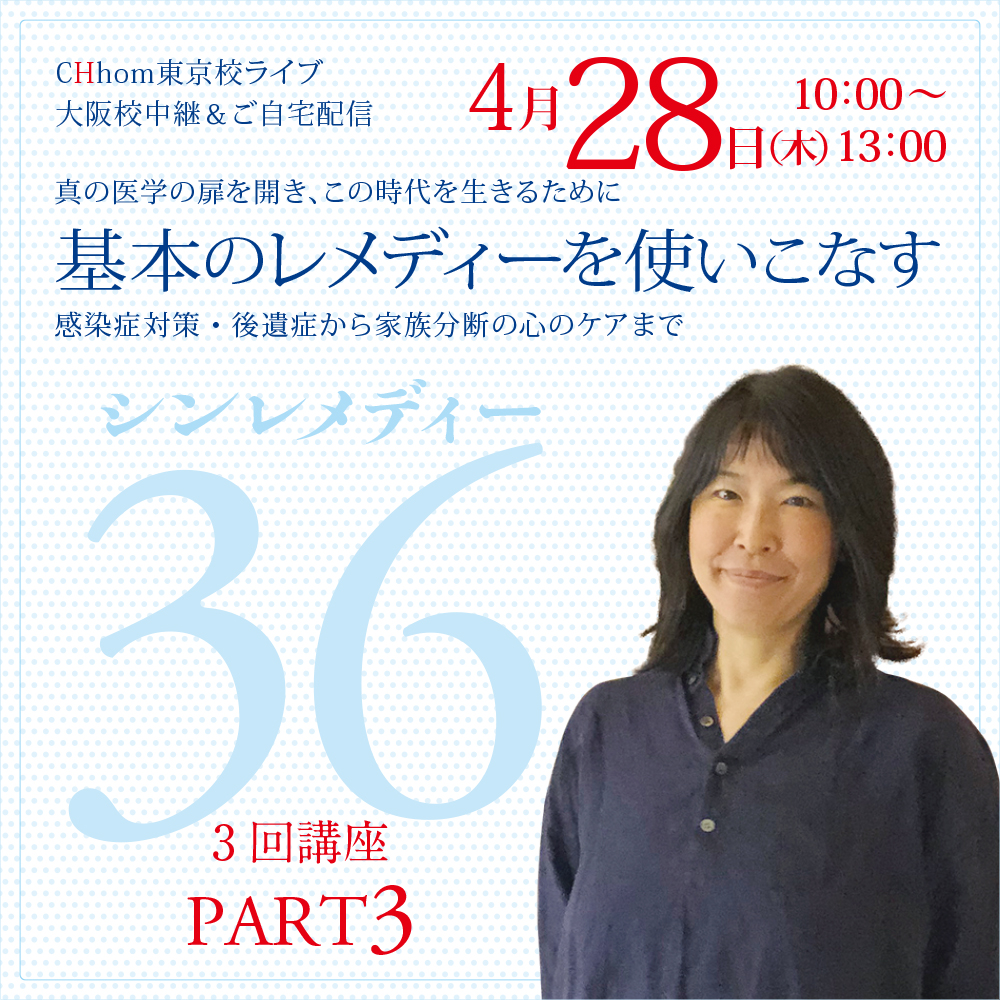 CHhom東京校ライブ
大阪校中継＆ご自宅配信
4月28日(木)10:00〜13:00
真の医学の扉を開き、この時代を生きるために
基本のレメディーを使いこなす
感染症対策・後遺症から家族分断の心のケアまで
シンレメディー
36
3回講座
PART3